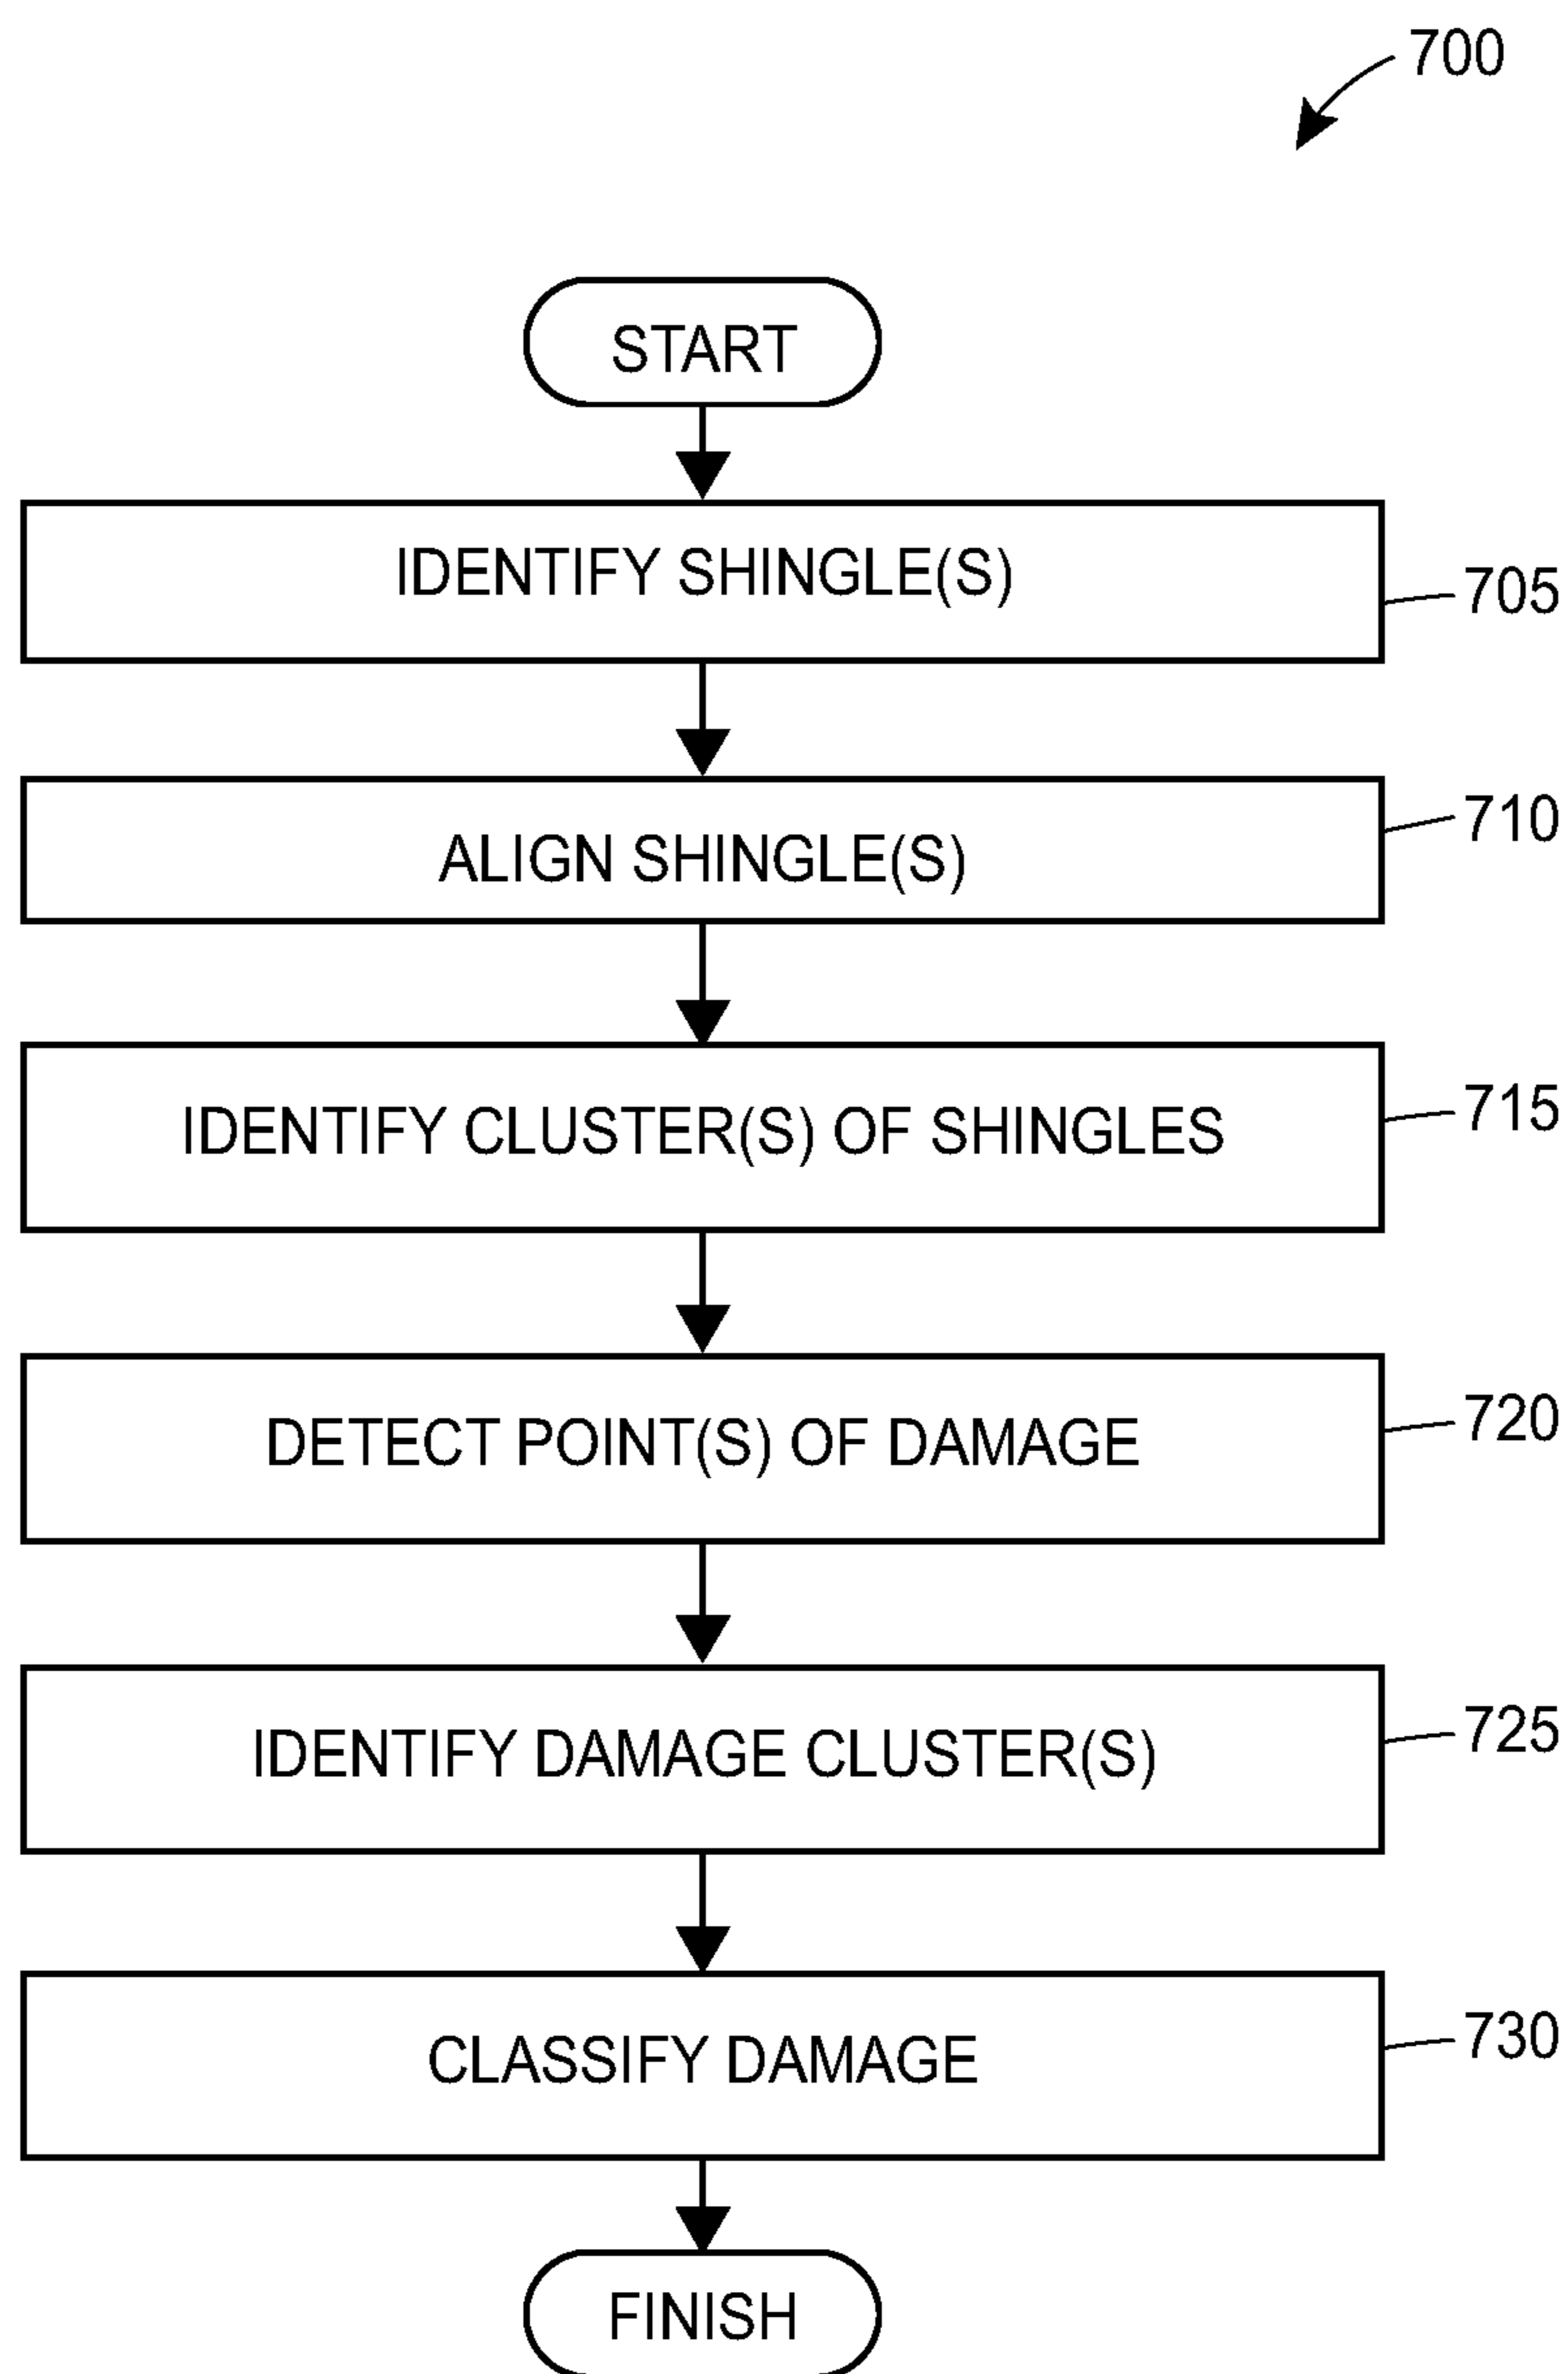 700
START
IDENTIFY SHINGLE(S)
705
ALIGN SHINGLE(S)
710
IDENTIFY CLUSTER(S) OF SHINGLES
715
DETECT POINT(S) OF DAMAGE
720
IDENTIFY DAMAGE CLUSTER(S)
725
CLASSIFY DAMAGE
730
FINISH